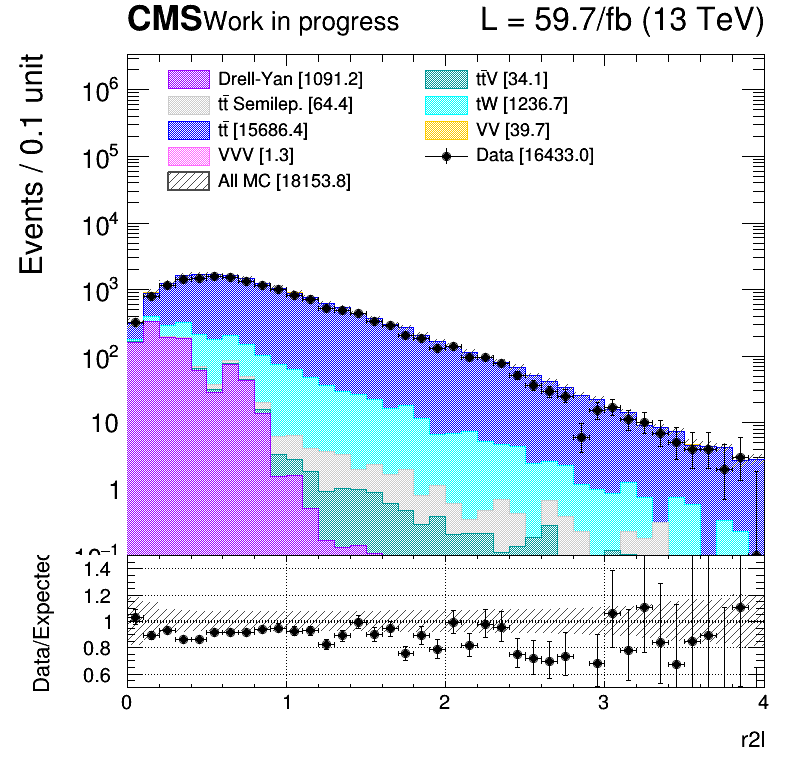 CMS Work in progress L = 59.7/fb (13 TeV)
Events / 0.1 unit
Drell-Yan [1091.2]
tt̄ Semilep. [64.4]
tt̄ [15686.4]
VVV [1.3]
All MC [18153.8]
tt̄V [34.1]
tW [1236.7]
VV [39.7]
Data [16433.0]
10⁶
10⁵
10⁴
10³
10²
10
1
10⁻¹
Data/Expected
1.4
1.2
1
0.8
0.6
0 1 2 3 4
r2l